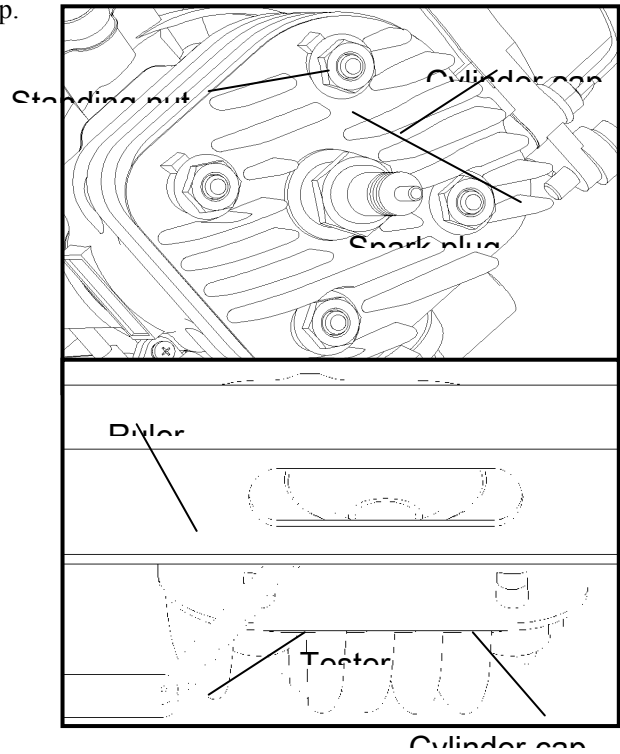 p.
Cylinder cap
Standing nut
Spark plug
Ruler
Tester
Cylinder cap